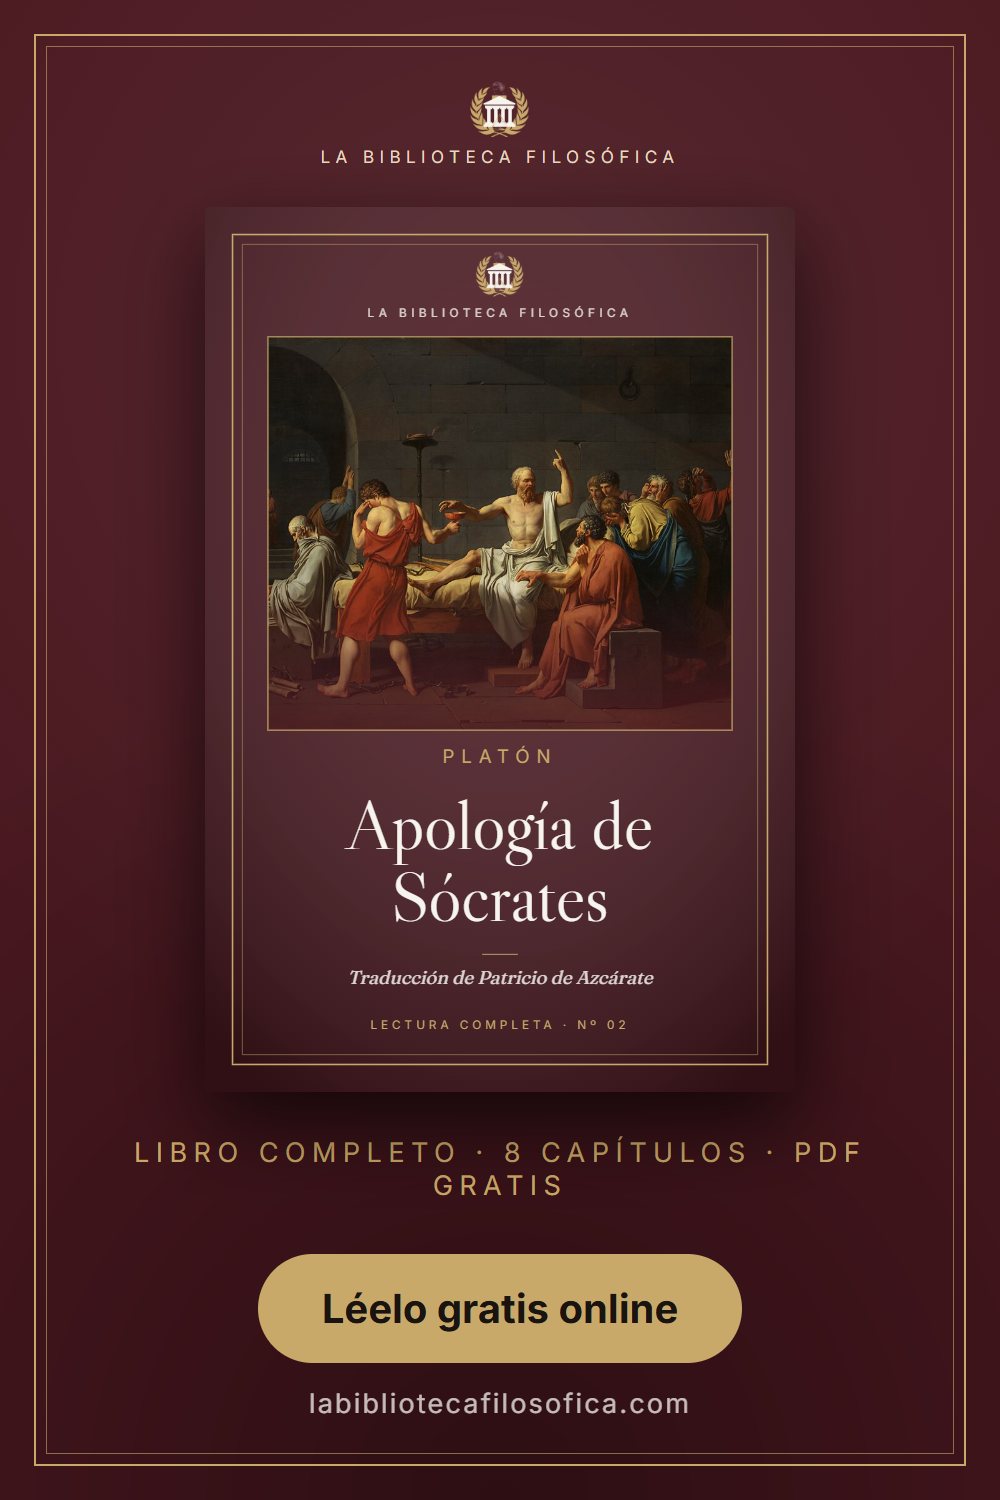 LA BIBLIOTECA FILOSÓFICA
LA BIBLIOTECA FILOSÓFICA
PLATÓN
Apología de
Sócrates
Traducción de Patricio de Azcárate
LECTURA COMPLETA · Nº 02
LIBRO COMPLETO · 8 CAPÍTULOS · PDF
GRATIS
Léelo gratis online
labibliotecafilosofica.com